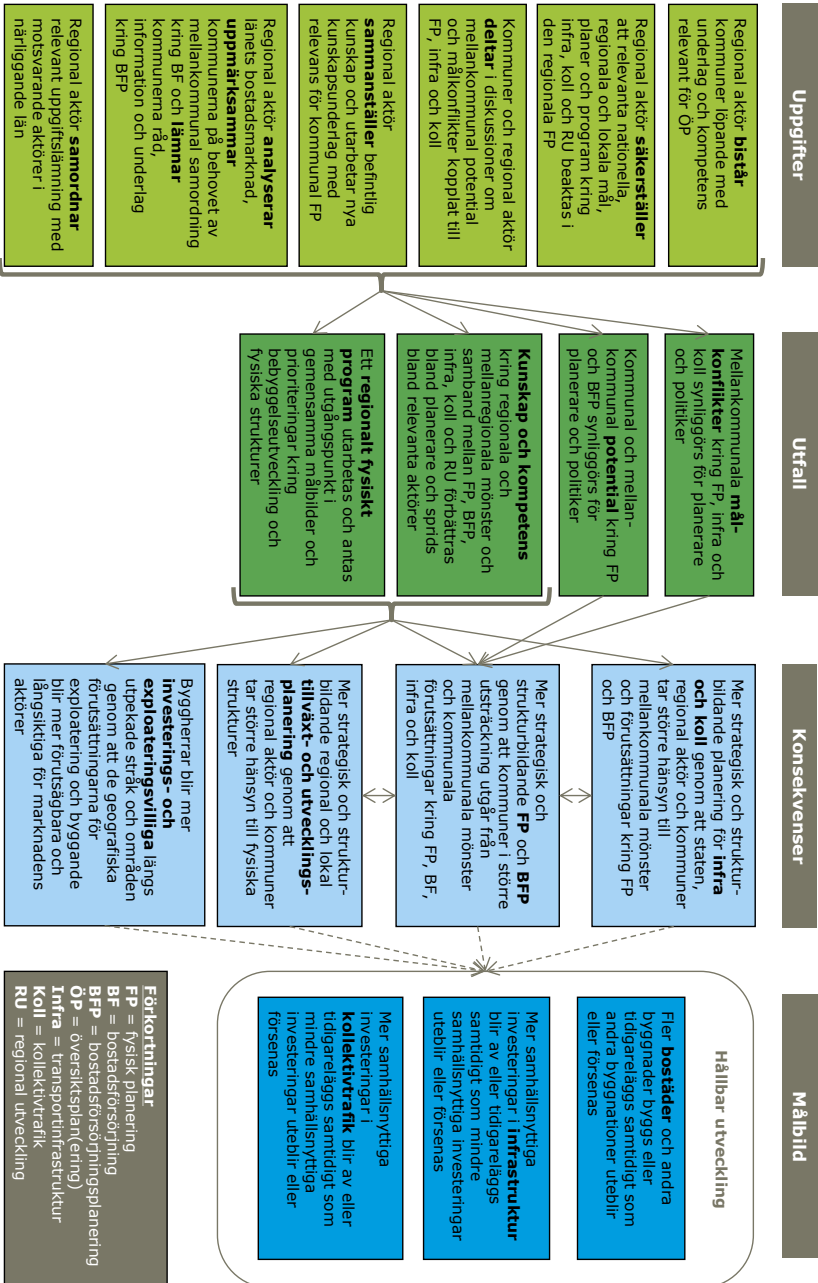 Uppgifter
Regional aktör bistår
kommuner löpande med
underlag och kompetens
relevant för ÖP
Regional aktör säkerställer
att relevanta nationella,
regionala och lokala mål,
planer och program kring
infra, koll och RU beaktas i
den regionala FP
Kommuner och regional aktör
deltar i diskussioner om
mellankommunal potential
och målkonflikter kopplat till
FP, infra och koll
Regional aktör
sammanställer befintlig
kunskap och utarbetar nya
kunskapsunderlag med
relevans för kommunal FP
Regional aktör analyserar
länets bostadsmarknad,
uppmärksammar
kommunerna på behovet av
mellankommunal samordning
kring BF och lämnar
kommunerna råd,
information och underlag
kring BFP
Regional aktör samordnar
relevant uppgiftslämning med
motsvarande aktörer i
närliggande län
Utfall
Mellankommunala mål-
konflikter kring FP, infra och
koll synliggörs för planerare
och politiker
Kommunal och mellan-
kommunal potential kring FP
och BFP synliggörs för
planerare och politiker
Kunskap och kompetens
kring regionala och
mellanregionala mönster och
samband mellan FP, BFP,
infra, koll och RU förbättras
bland planerare och sprids
bland relevanta aktörer
Ett regionalt fysiskt
program utarbetas och antas
med utgångspunkt i
gemensamma målbilder och
prioriteringar kring
bebyggelseutveckling och
fysiska strukturer
Konsekvenser
Mer strategisk och struktur-
bildande planering för infra
och koll genom att staten,
regional aktör och kommuner
tar större hänsyn till
mellankommunala mönster
och förutsättningar kring FP
och BFP
Mer strategisk och
strukturbildande FP och BFP
genom att kommuner i större
utsträckning utgår från
mellankommunala mönster
och kommunala
förutsättningar kring FP, BF,
infra och koll
Mer strategisk och struktur-
bildande regional och lokal
tillväxt- och utvecklings-
planering genom att
regional aktör och kommuner
tar större hänsyn till fysiska
strukturer
Byggherrar blir mer
investerings- och
exploateringsvilliga längs
utpekade stråk och områden
genom att de geografiska
förutsättningarna för
exploatering och byggande
blir mer förutsägbara och
långsiktiga för marknadens
aktörer
Målbild
Hållbar utveckling
Fler bostäder och andra
byggnader byggs eller
tidigareläggs samtidigt som
andra byggnationer uteblir
eller försenas
Mer samhällsnyttiga
investeringar i infrastruktur
blir av eller tidigareläggs
samtidigt som mindre
samhällsnyttiga investeringar
uteblir eller försenas
Mer samhällsnyttiga
investeringar i
kollektivtrafik blir av eller
tidigareläggs samtidigt som
mindre samhällsnyttiga
investeringar uteblir eller
försenas
Förkortningar
FP = fysisk planering
BF = bostadsförsörjning
BFP = bostadsförsörjningsplanering
ÖP = översiktsplan(ering)
Infra = transportinfrastruktur
Koll = kollektivtrafik
RU = regional utveckling